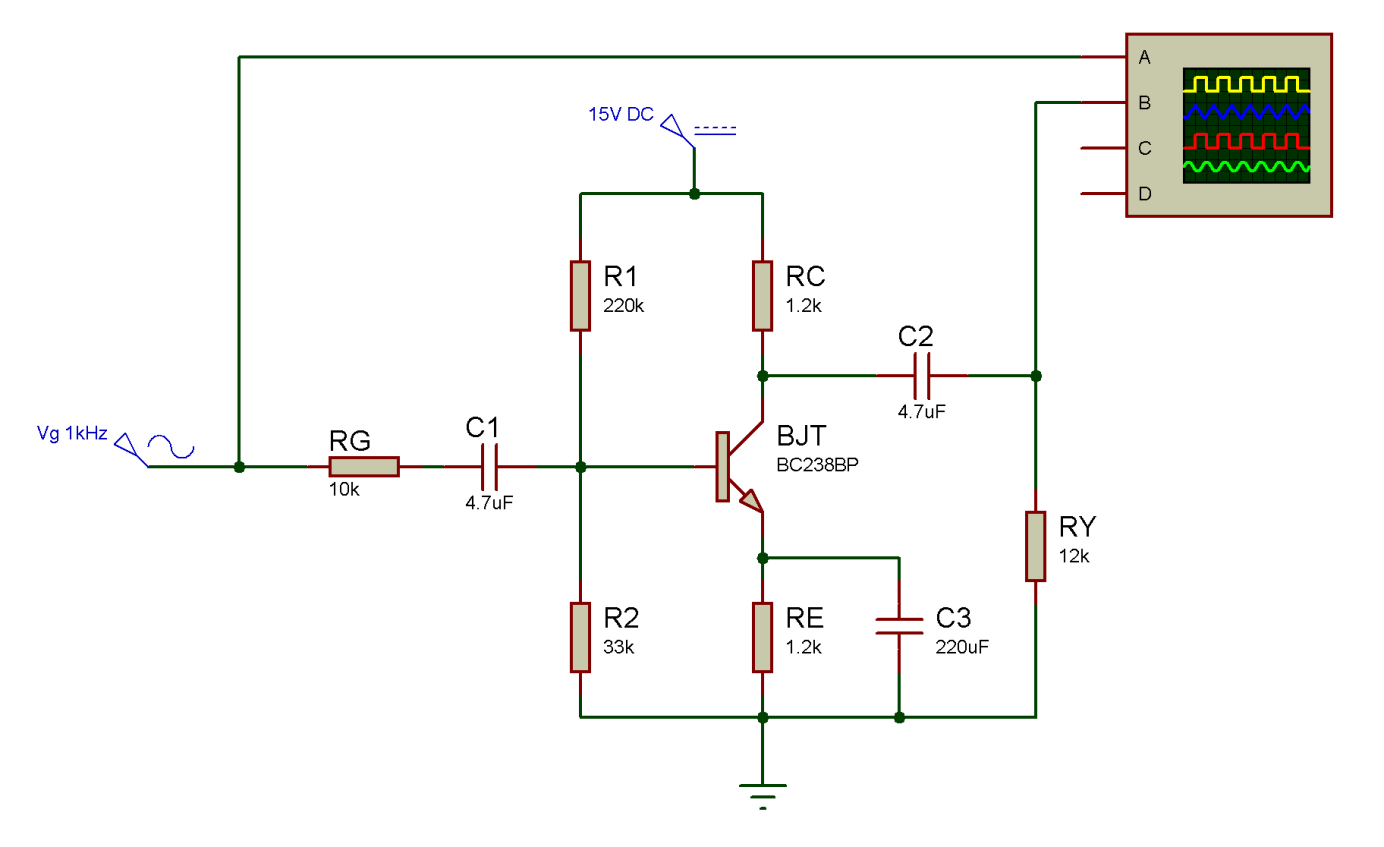 A
B
C
D
15V DC
R1
220k
RC
1.2k
C2
4.7uF
Vg 1kHz
RG
10k
C1
4.7uF
BJT
BC238BP
RY
12k
R2
33k
RE
1.2k
C3
220uF